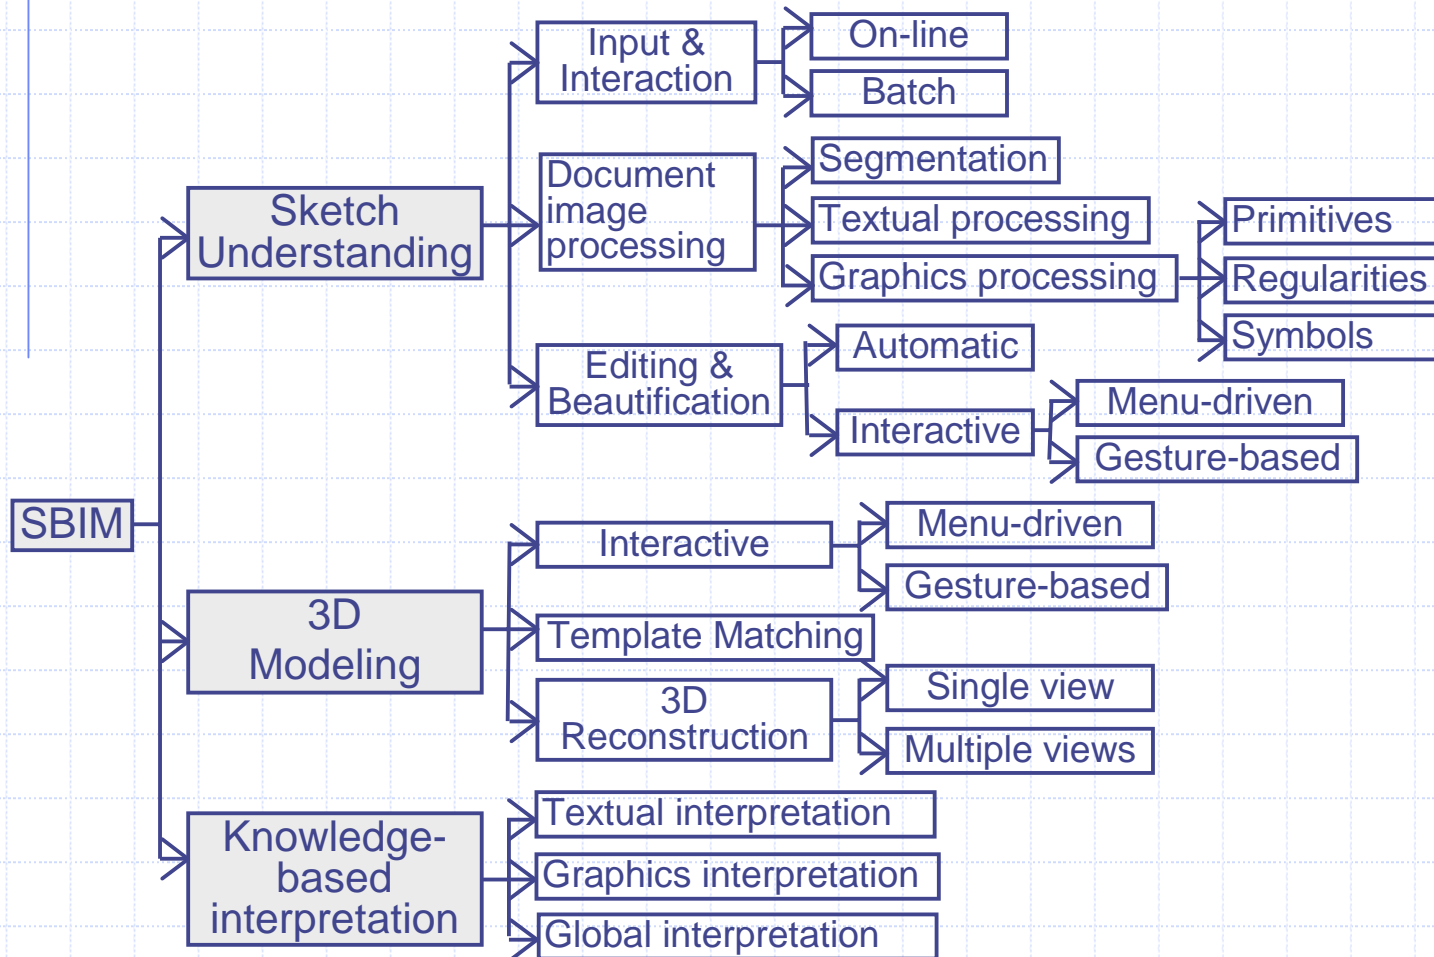 Input &
Interaction
On-line
Batch
Sketch
Understanding
Document
image
processing
Segmentation
Textual processing
Graphics processing
Primitives
Regularities
Symbols
Editing &
Beautification
Automatic
Interactive
Menu-driven
Gesture-based
SBIM
3D
Modeling
Interactive
Menu-driven
Gesture-based
Template Matching
3D
Reconstruction
Single view
Multiple views
Knowledge-
based
interpretation
Textual interpretation
Graphics interpretation
Global interpretation